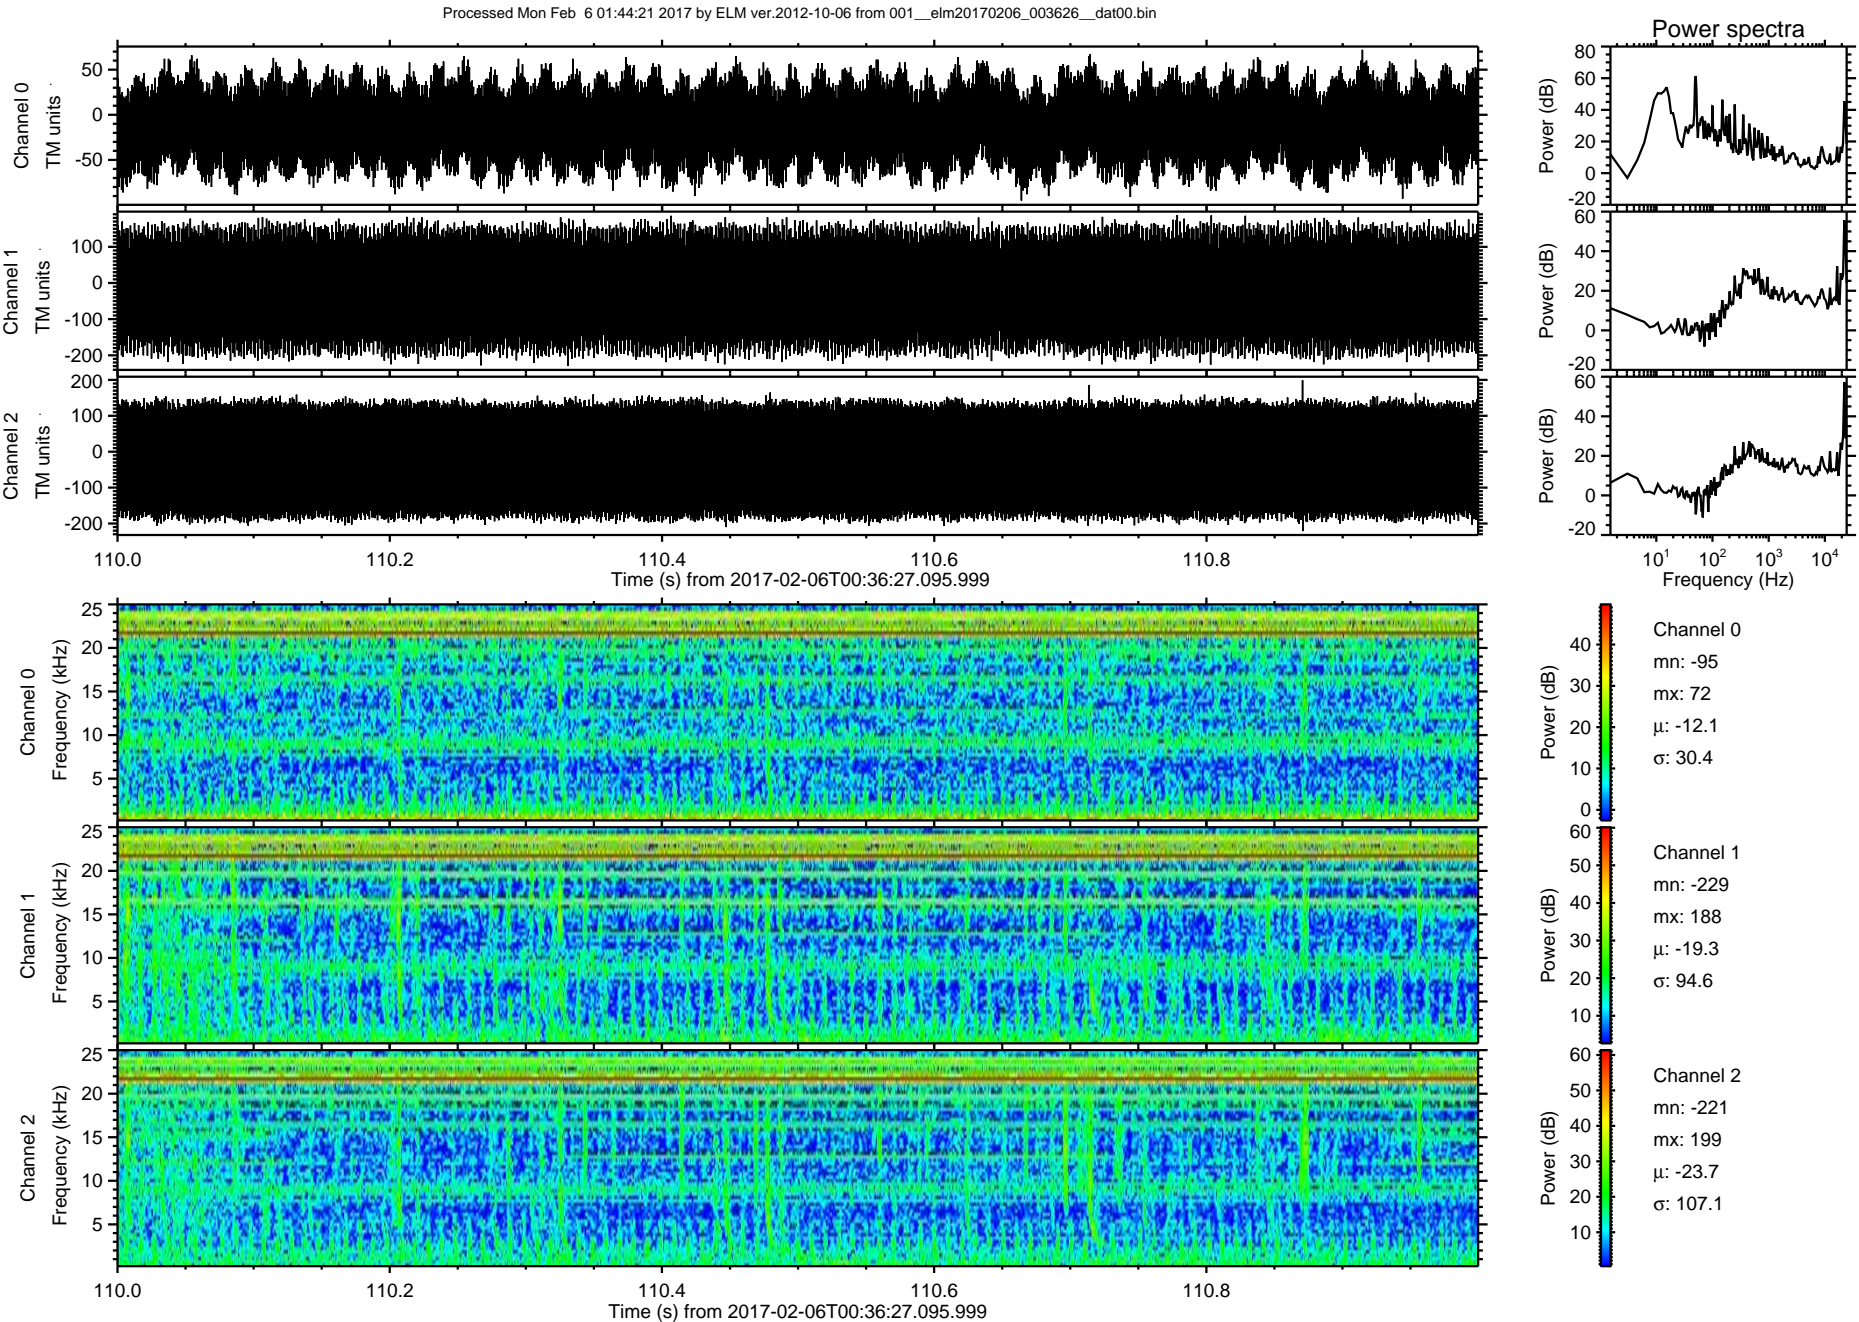 Processed Mon Feb  6 01:44:21 2017 by ELM ver.2012-10-06 from 001__elm20170206_003626__dat00.bin
Power spectra
Channel 0
TM units
50
0
-50
Power (dB)
80
60
40
20
0
-20
Channel 1
TM units
100
0
-100
-200
Power (dB)
60
40
20
0
-20
Channel 2
TM units
200
100
0
-100
-200
Power (dB)
60
40
20
0
-20
110.0 110.2 110.4 110.6 110.8
Time (s) from 2017-02-06T00:36:27.095.999
10¹ 10² 10³ 10⁴
Frequency (Hz)
Channel 0
Frequency (kHz)
25
20
15
10
5
Power (dB)
40
30
20
10
0
Channel 0
mn: -95
mx: 72
μ: -12.1
σ: 30.4
Channel 1
Frequency (kHz)
25
20
15
10
5
Power (dB)
60
50
40
30
20
10
Channel 1
mn: -229
mx: 188
μ: -19.3
σ: 94.6
Channel 2
Frequency (kHz)
25
20
15
10
5
Power (dB)
60
50
40
30
20
10
Channel 2
mn: -221
mx: 199
μ: -23.7
σ: 107.1
110.0 110.2 110.4 110.6 110.8
Time (s) from 2017-02-06T00:36:27.095.999